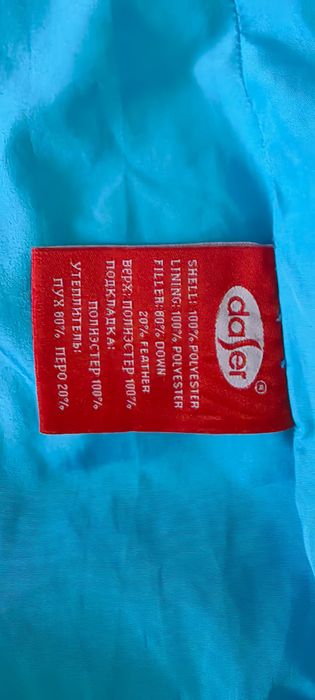 daser
®
SHELL: 100% POLYESTER
LINING: 100% POLYESTER
FILLER: 80% DOWN
20% FEATHER
ВЕРХ: ПОЛИЭСТЕР 100%
ПОДКЛАДКА:
ПОЛИЭСТЕР 100%
УТЕПЛИТЕЛЬ:
ПУХ 80% ПЕРО 20%